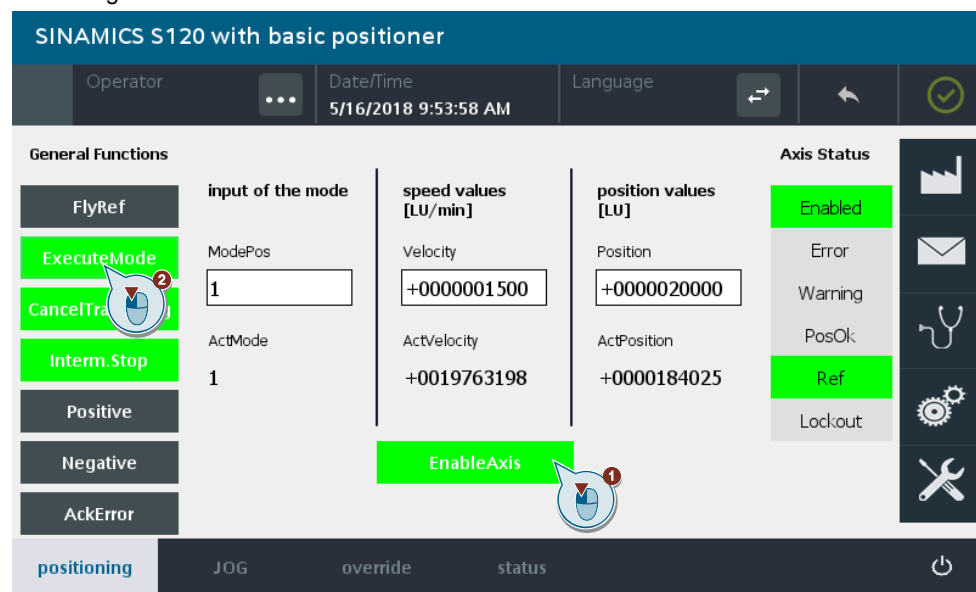 SINAMICS S120 with basic positioner
Operator
...
Date/Time
5/16/2018 9:53:58 AM
Language
General Functions
FlyRef
ExecuteMode
2
Interm.Stop
Positive
Negative
AckError
input of the mode
ModePos
1
ActMode
1
speed values
[LU/min]
Velocity
+0000001500
ActVelocity
+0019763198
position values
[LU]
Position
+0000020000
ActPosition
+0000184025
EnableAxis
1
Axis Status
Enabled
Error
Warning
PosOk
Ref
Lockout
positioning JOG override status